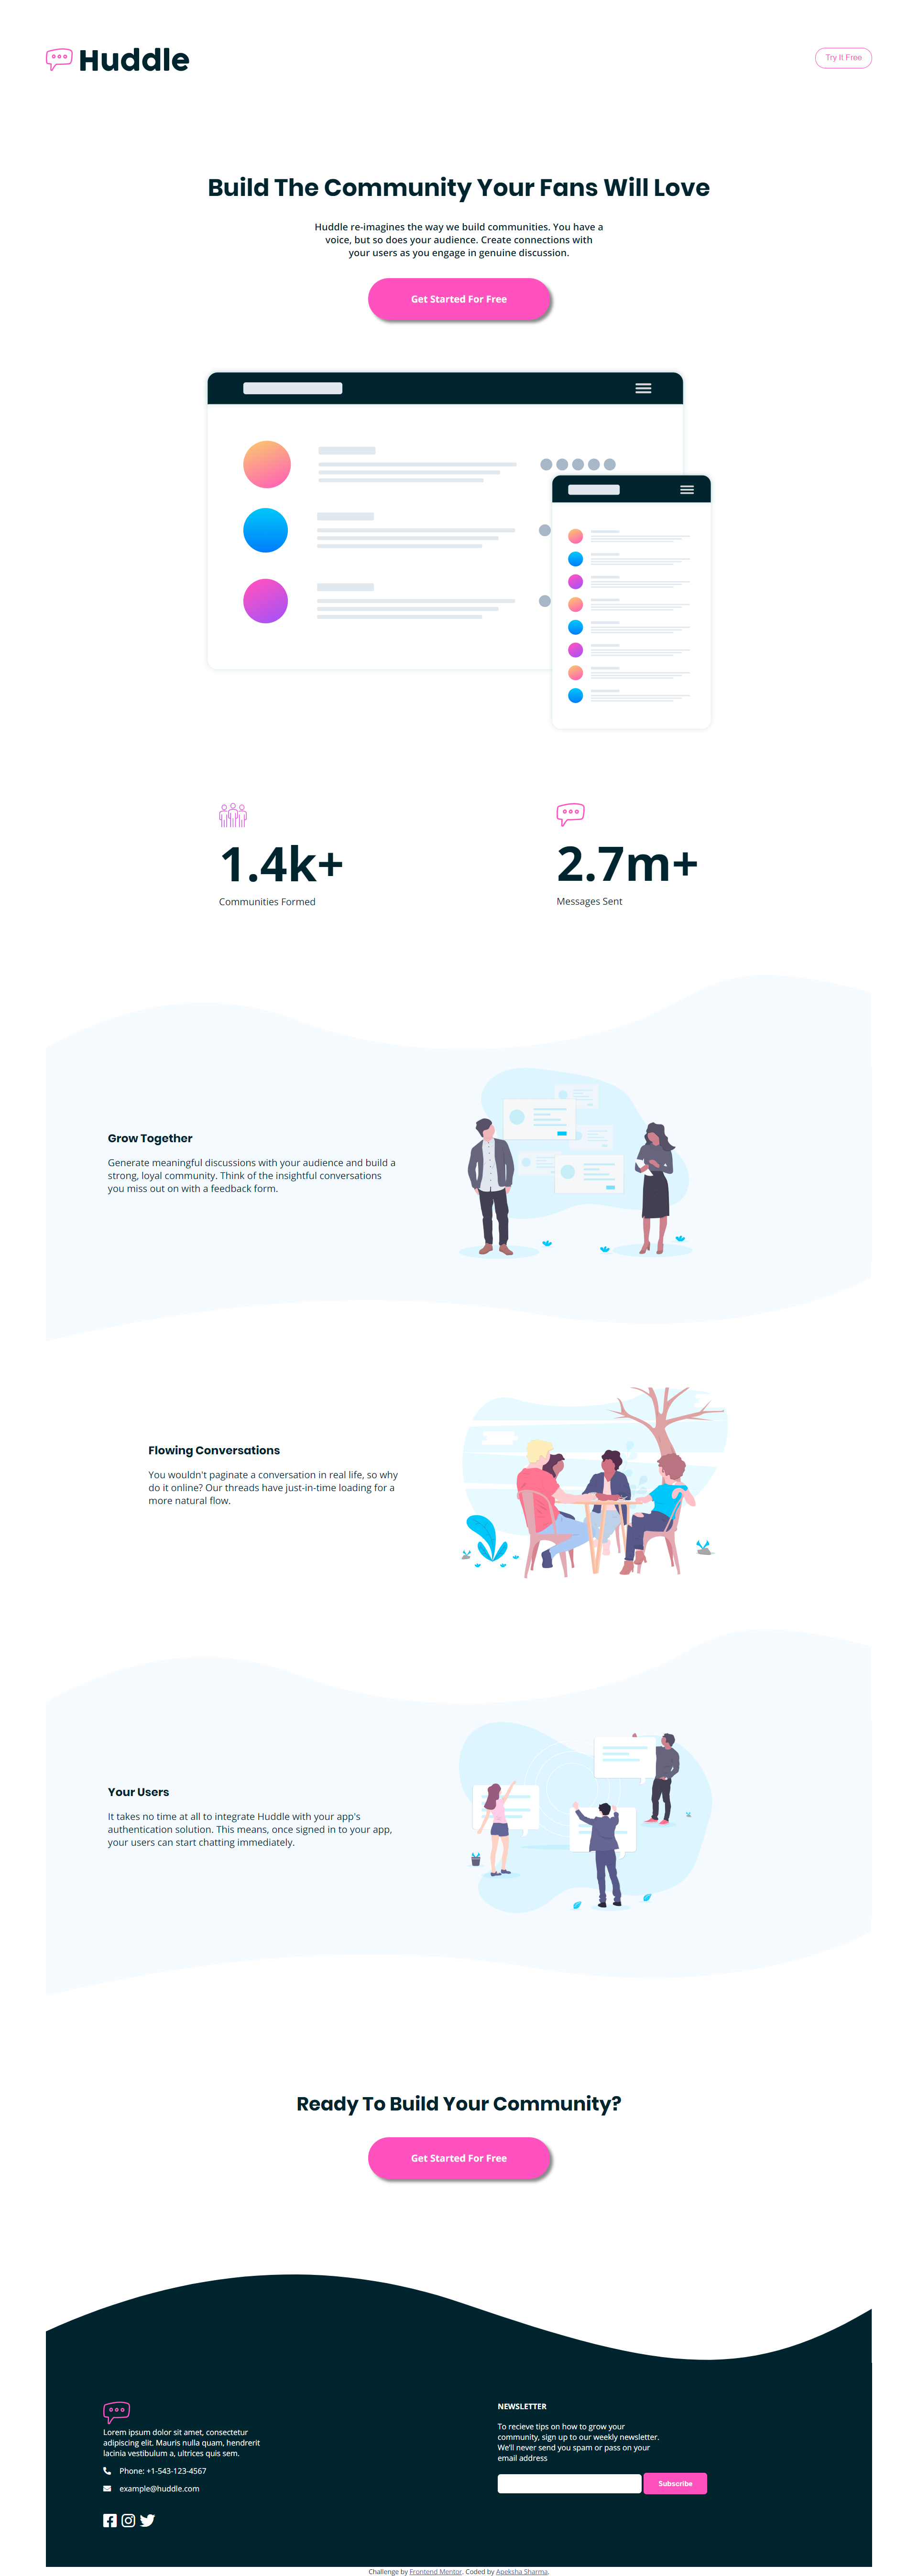 Huddle
Try It Free
Build The Community Your Fans Will Love
Huddle re-imagines the way we build communities. You have a
voice, but so does your audience. Create connections with
your users as you engage in genuine discussion.
Get Started For Free
1.4k+
Communities Formed
2.7m+
Messages Sent
Grow Together
Generate meaningful discussions with your audience and build a
strong, loyal community. Think of the insightful conversations
you miss out on with a feedback form.
Flowing Conversations
You wouldn't paginate a conversation in real life, so why
do it online? Our threads have just-in-time loading for a
more natural flow.
Your Users
It takes no time at all to integrate Huddle with your app's
authentication solution. This means, once signed in to your app,
your users can start chatting immediately.
Ready To Build Your Community?
Get Started For Free
Lorem ipsum dolor sit amet, consectetur
adipiscing elit. Mauris nulla quam, hendrerit
lacinia vestibulum a, ultrices quis sem.
Phone: +1-543-123-4567
example@huddle.com
NEWSLETTER
To recieve tips on how to grow your
community, sign up to our weekly newsletter.
We'll never send you spam or pass on your
email address
Subscribe
Challenge by Frontend Mentor. Coded by Apeksha Sharma.